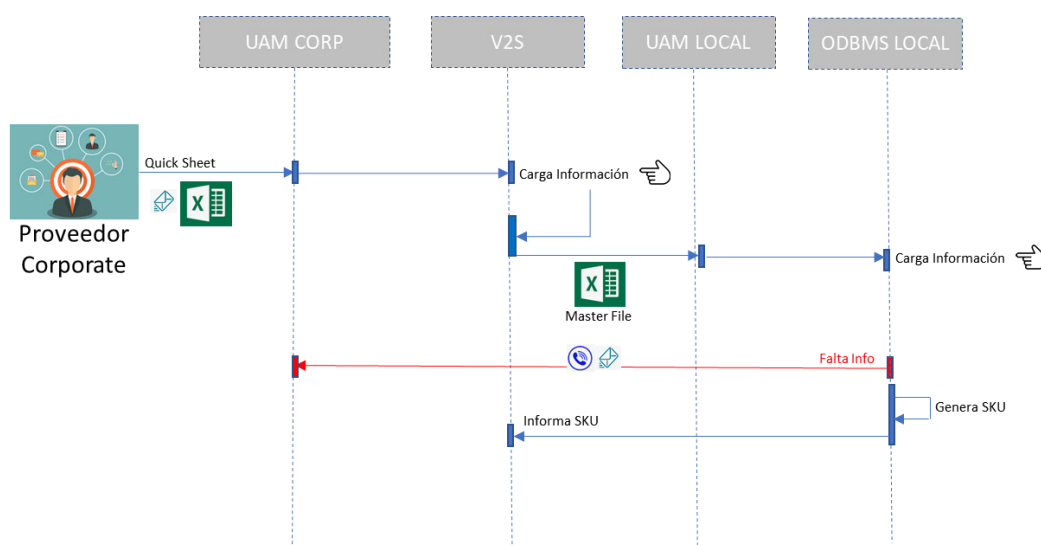 UAM CORP
V2S
UAM LOCAL
ODBMS LOCAL
Quick Sheet
Carga Información
Proveedor
Corporate
Carga Información
Master File
Falta Info
Genera SKU
Informa SKU